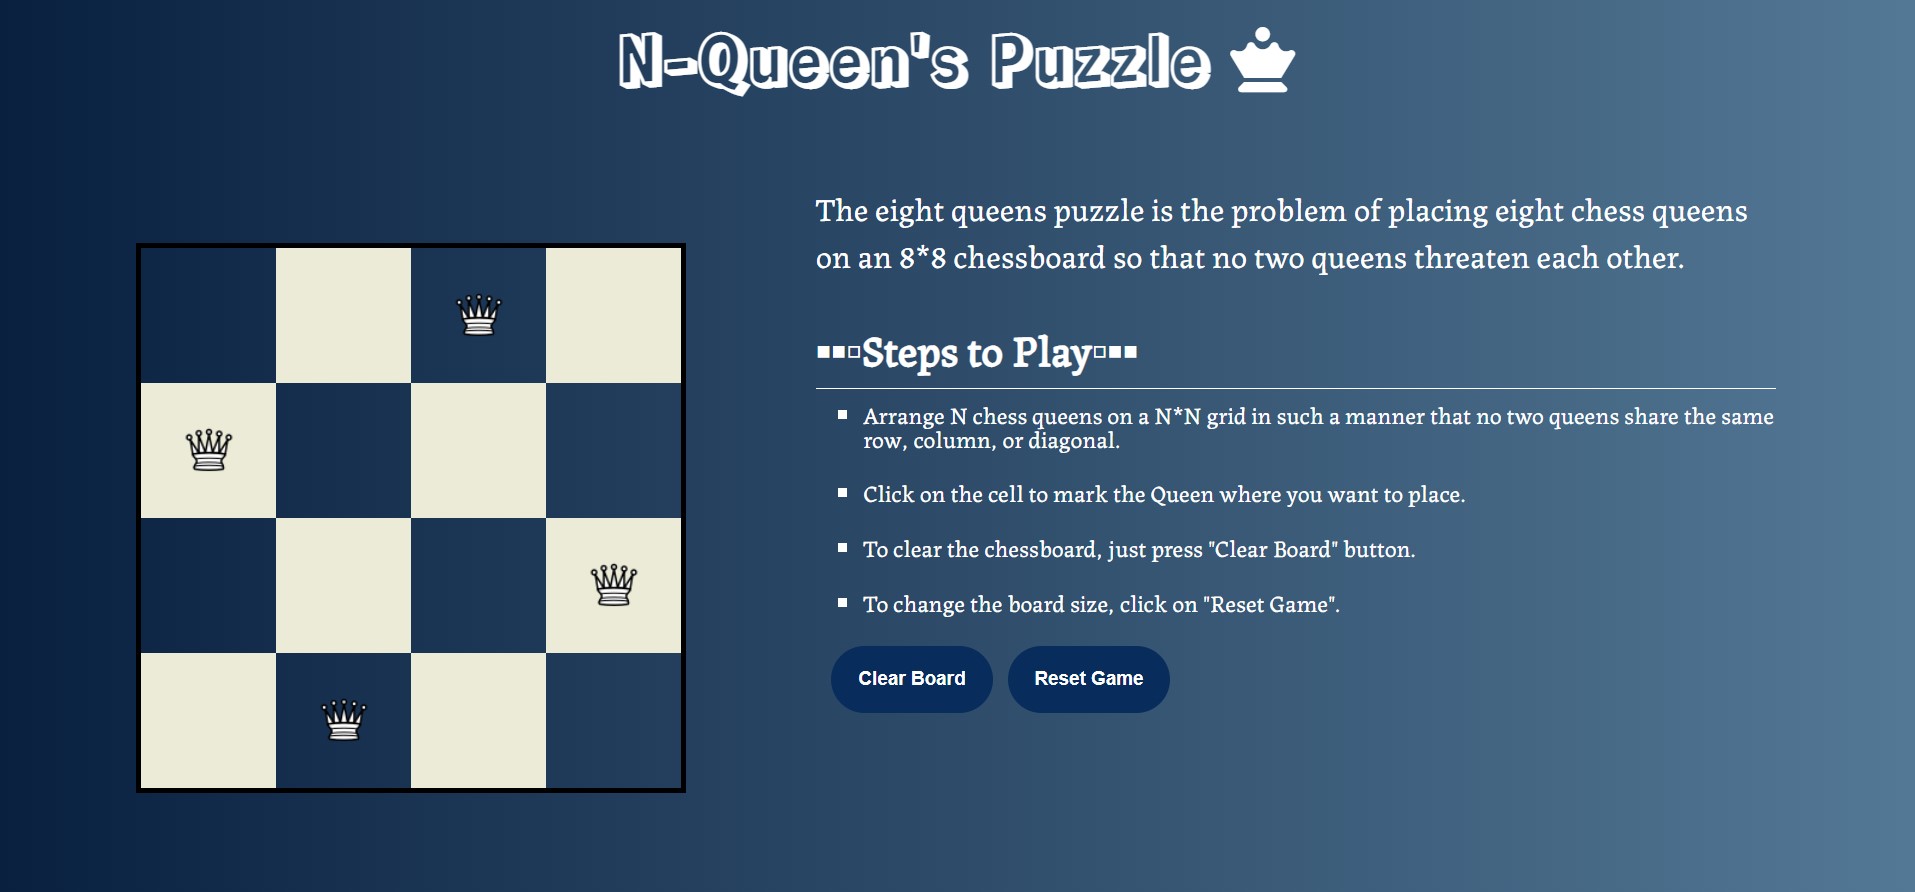 N-Queen's Puzzle
The eight queens puzzle is the problem of placing eight chess queens
on an 8*8 chessboard so that no two queens threaten each other.
Steps to Play
Arrange N chess queens on a N*N grid in such a manner that no two queens share the same
row, column, or diagonal.
Click on the cell to mark the Queen where you want to place.
To clear the chessboard, just press "Clear Board" button.
To change the board size, click on "Reset Game".
Clear Board
Reset Game